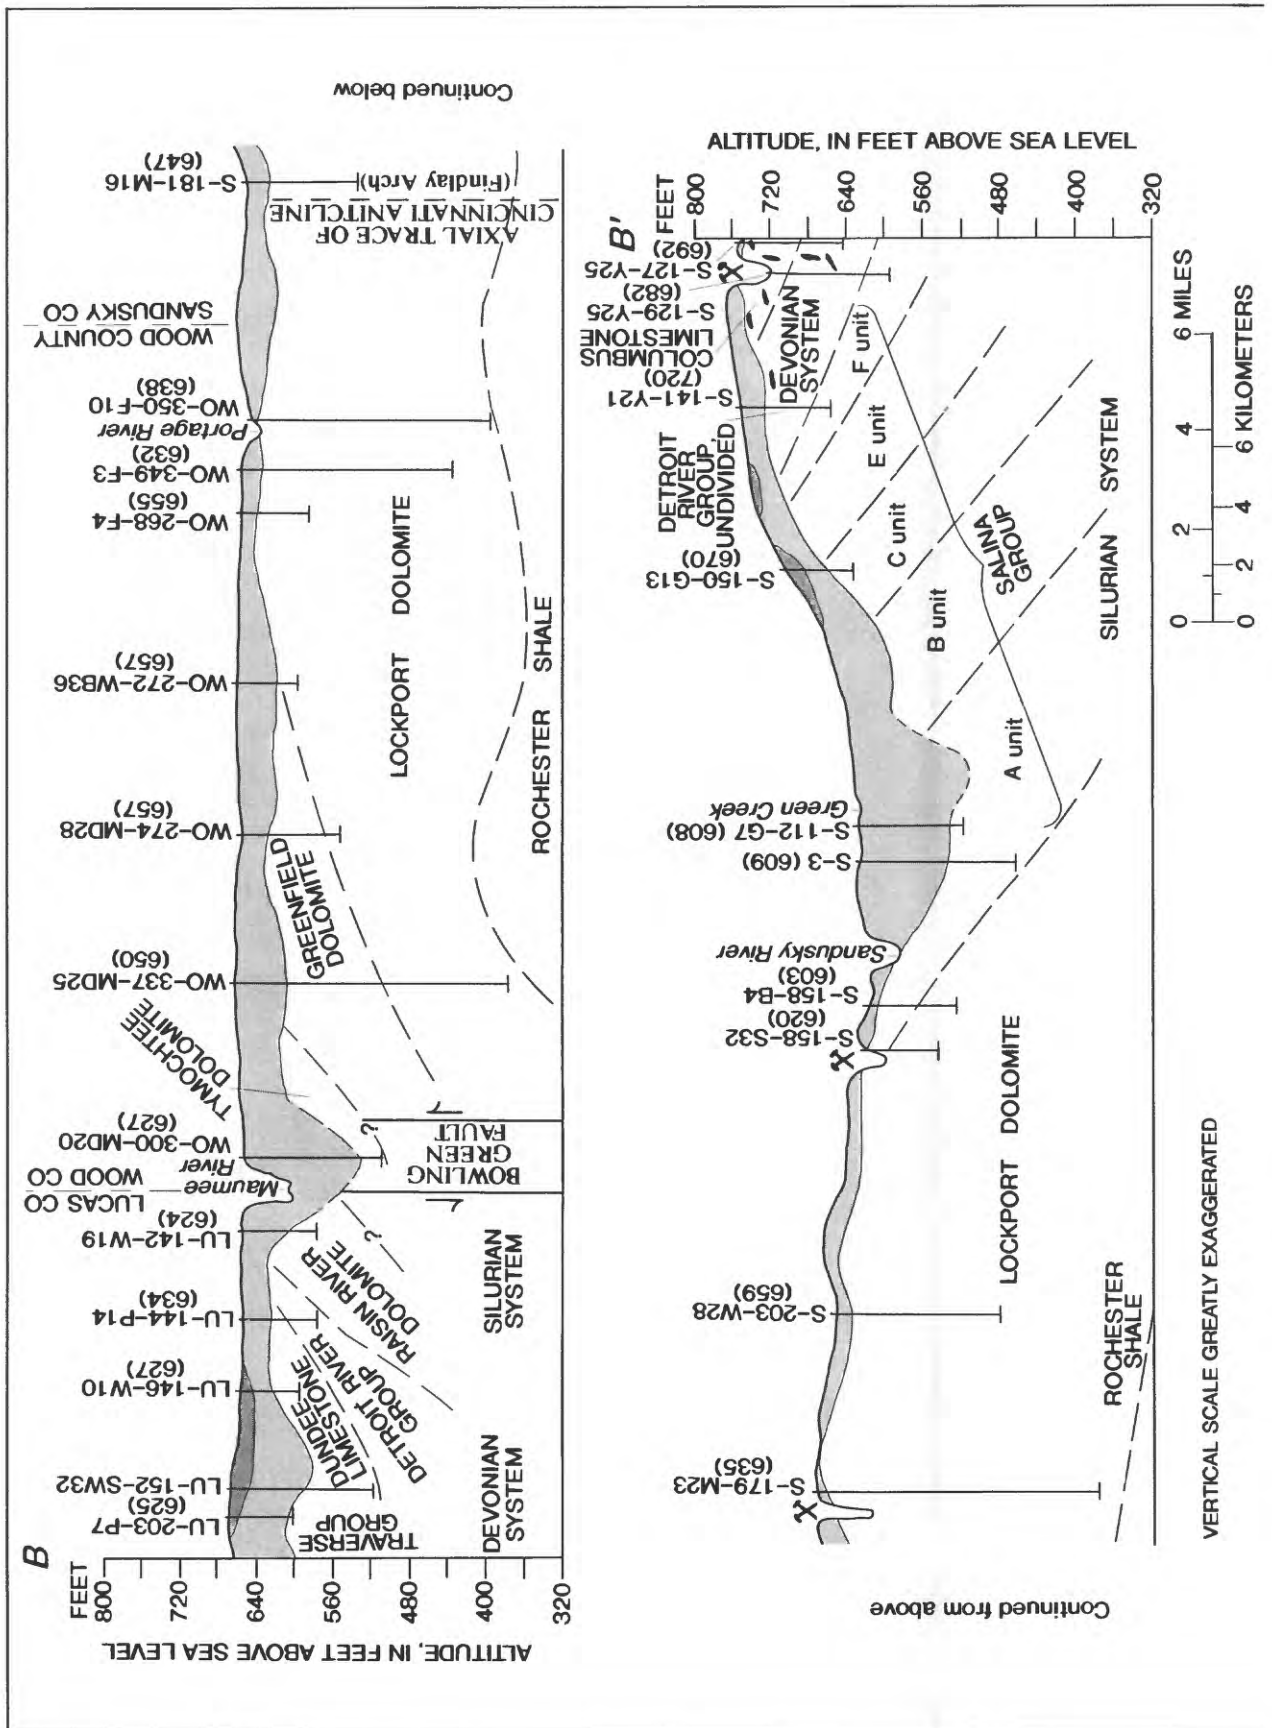 B
FEET
800
720
640
560
480
400
320
ALTITUDE, IN FEET ABOVE SEA LEVEL
LU-203-P7
(625)
LU-152-SW32
LU-146-W10
(627)
LU-144-P14
(634)
LU-142-W19
(624)
LUCAS CO
WOOD CO
Maumee
River
WO-300-MD20
(627)
TYMOCHTEE
DOLOMITE
WO-337-MD25
(650)
WO-274-MD28
(657)
WO-272-WB36
(657)
WO-268-F4
(655)
WO-349-F3
(632)
Portage River
WO-350-F10
(638)
WOOD COUNTY
SANDUSKY CO
AXIAL TRACE OF
CINCINNATI ANITCLINE
(Findlay Arch)
S-181-M16
(647)
Continued below
TRAVERSE
GROUP
DUNDEE
LIMESTONE
DETROIT RIVER
GROUP
RAISIN RIVER
DOLOMITE
?
BOWLING
GREEN
FAULT
?
GREENFIELD
DOLOMITE
LOCKPORT DOLOMITE
ROCHESTER SHALE
DEVONIAN
SYSTEM
SILURIAN
SYSTEM
Continued from above
S-179-M23
(635)
S-203-W28
(659)
S-158-S32
(620)
S-158-B4
(603)
Sandusky River
S-3 (609)
S-112-G7 (608)
Green Creek
S-150-G13
(670)
DETROIT
RIVER
GROUP,
UNDIVIDED
S-141-Y21
(720)
COLUMBUS
LIMESTONE
S-129-Y25
(682)
S-127-Y25
(692)
B'
FEET
800
720
640
560
480
400
320
ALTITUDE, IN FEET ABOVE SEA LEVEL
DEVONIAN
SYSTEM
F unit
E unit
C unit
B unit
A unit
SALINA
GROUP
SILURIAN SYSTEM
LOCKPORT DOLOMITE
ROCHESTER
SHALE
VERTICAL SCALE GREATLY EXAGGERATED
0 2 4 6 MILES
0 2 4 6 KILOMETERS